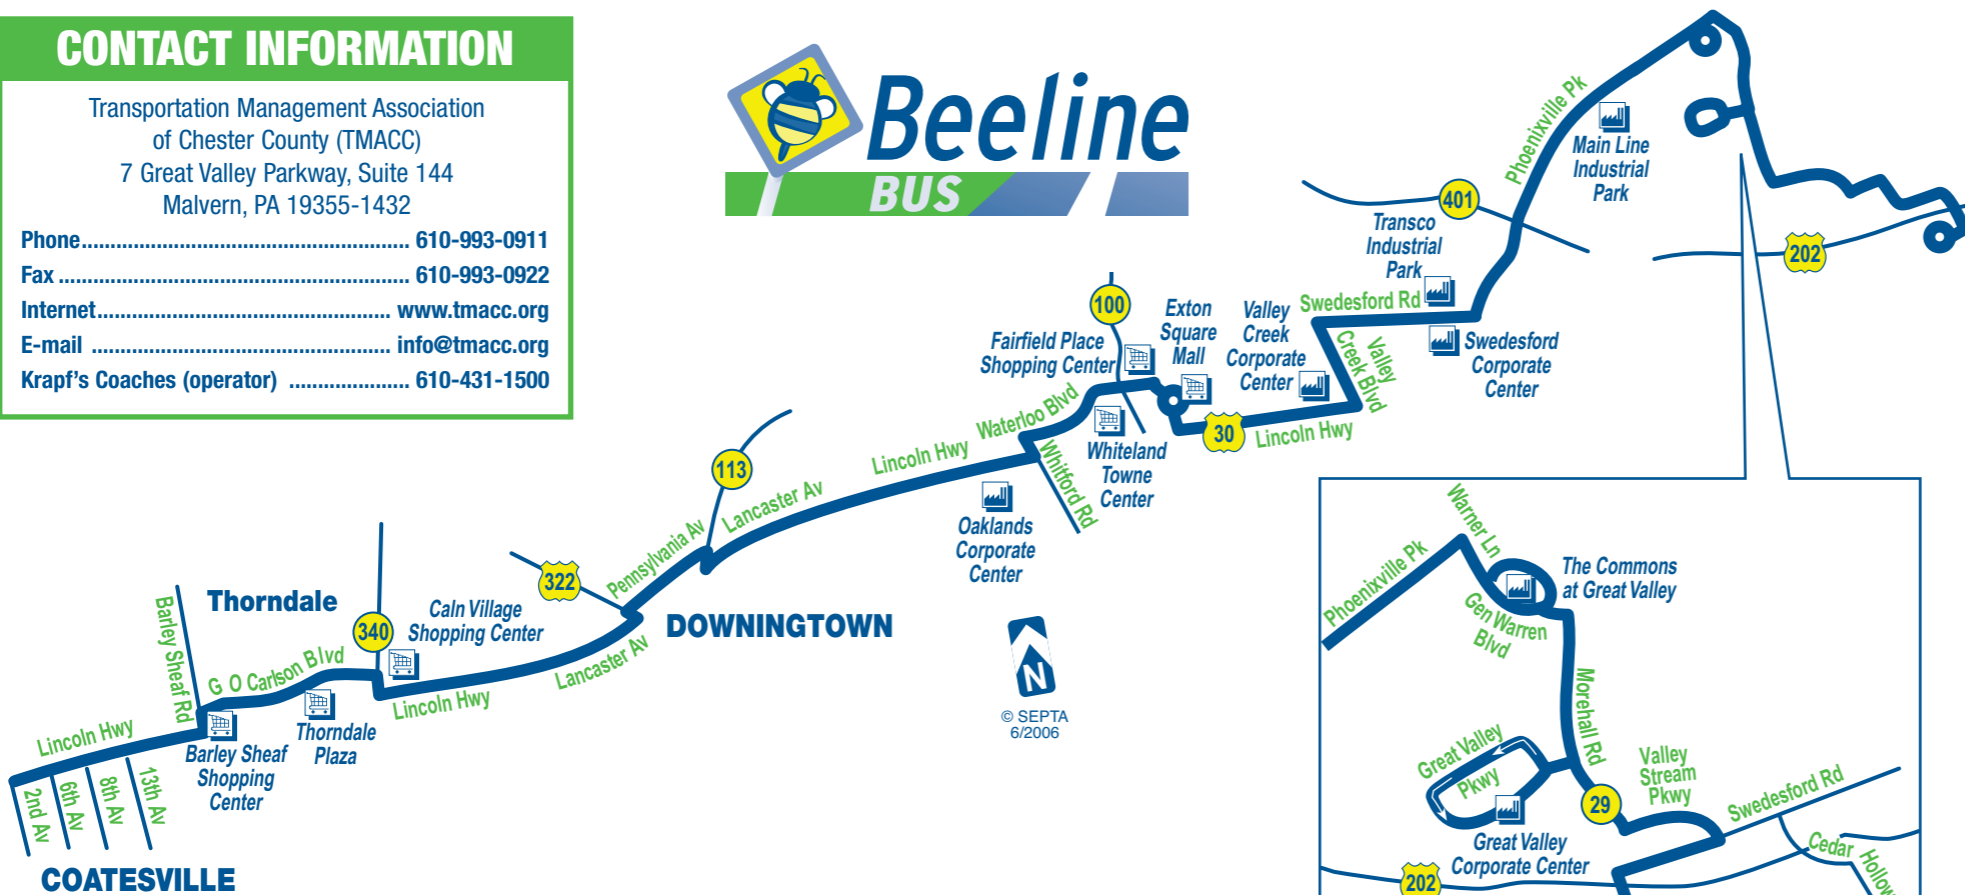 CONTACT INFORMATION
Transportation Management Association
of Chester County (TMACC)
7 Great Valley Parkway, Suite 144
Malvern, PA 19355-1432
Phone.................................................... 610-993-0911
Fax ........................................................ 610-993-0922
Internet............................................... www.tmacc.org
E-mail ................................................ info@tmacc.org
Krapf's Coaches (operator) .................... 610-431-1500
Beeline
BUS
Phoenixville Pk
Main Line
Industrial
Park
401
Transco
Industrial
Park
202
Swedesford Rd
100
Exton
Square
Mall
Valley
Creek
Corporate
Center
Fairfield Place
Shopping Center
Valley
Creek Blvd
Swedesford
Corporate
Center
Waterloo Blvd
30
Lincoln Hwy
Whiteland
Towne
Center
Whitford Rd
Lincoln Hwy
113
Lancaster Av
Oaklands
Corporate
Center
Pennsylvania Av
322
DOWNINGTOWN
Lancaster Av
Thorndale
Caln Village
Shopping Center
340
Barley Sheaf Rd
G O Carlson Blvd
Lincoln Hwy
Thorndale
Plaza
Barley Sheaf
Shopping
Center
Lincoln Hwy
2nd Av
6th Av
8th Av
13th Av
COATESVILLE
N
© SEPTA
6/2006
Warner Ln
Phoenixville Pk
The Commons
at Great Valley
Gen Warren
Blvd
Morehall Rd
Great Valley
Pkwy
Valley
Stream
Pkwy
29
Swedesford Rd
Great Valley
Corporate Center
Cedar Hollow
202